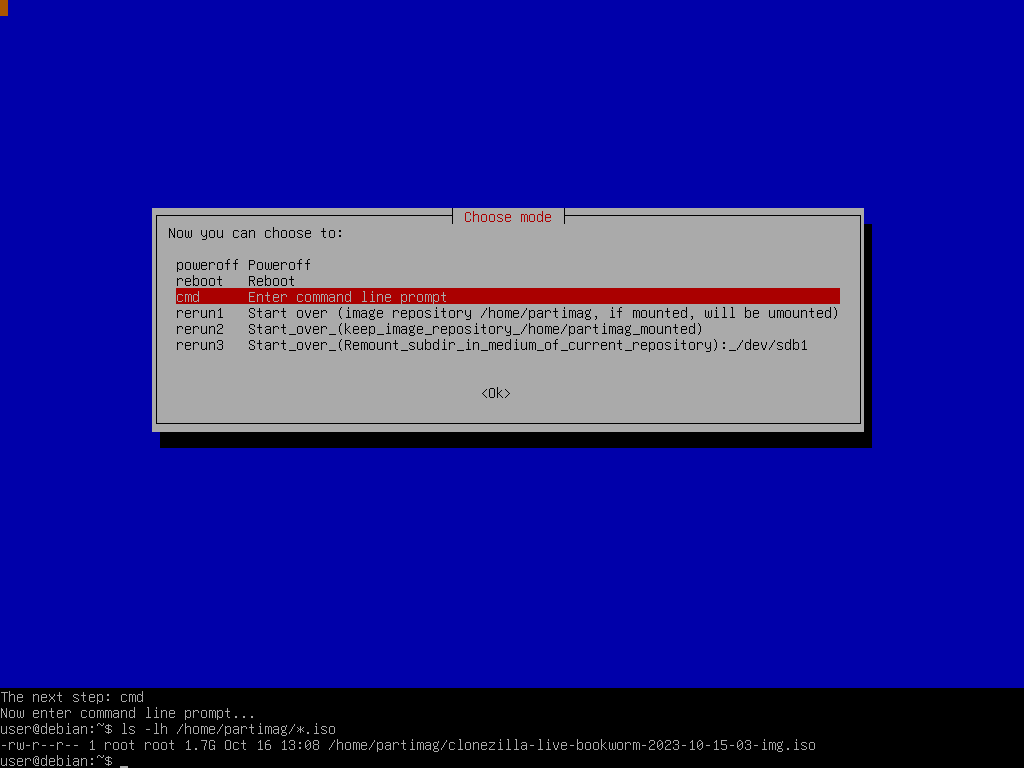 Choose mode
Now you can choose to:
poweroff Poweroff
reboot Reboot
cmd Enter command line prompt
rerun1 Start over (image repository /home/partimag, if mounted, will be umounted)
rerun2 Start_over_(keep_image_repository_/home/partimag_mounted)
rerun3 Start_over_(Remount_subdir_in_medium_of_current_repository):_/dev/sdb1
<Ok>
The next step: cmd
Now enter command line prompt...
user@debian:~$ ls -lh /home/partimag/*.iso
-rw-r--r-- 1 root root 1.7G Oct 16 13:08 /home/partimag/clonezilla-live-bookworm-2023-10-15-03-img.iso
user@debian:~$ _